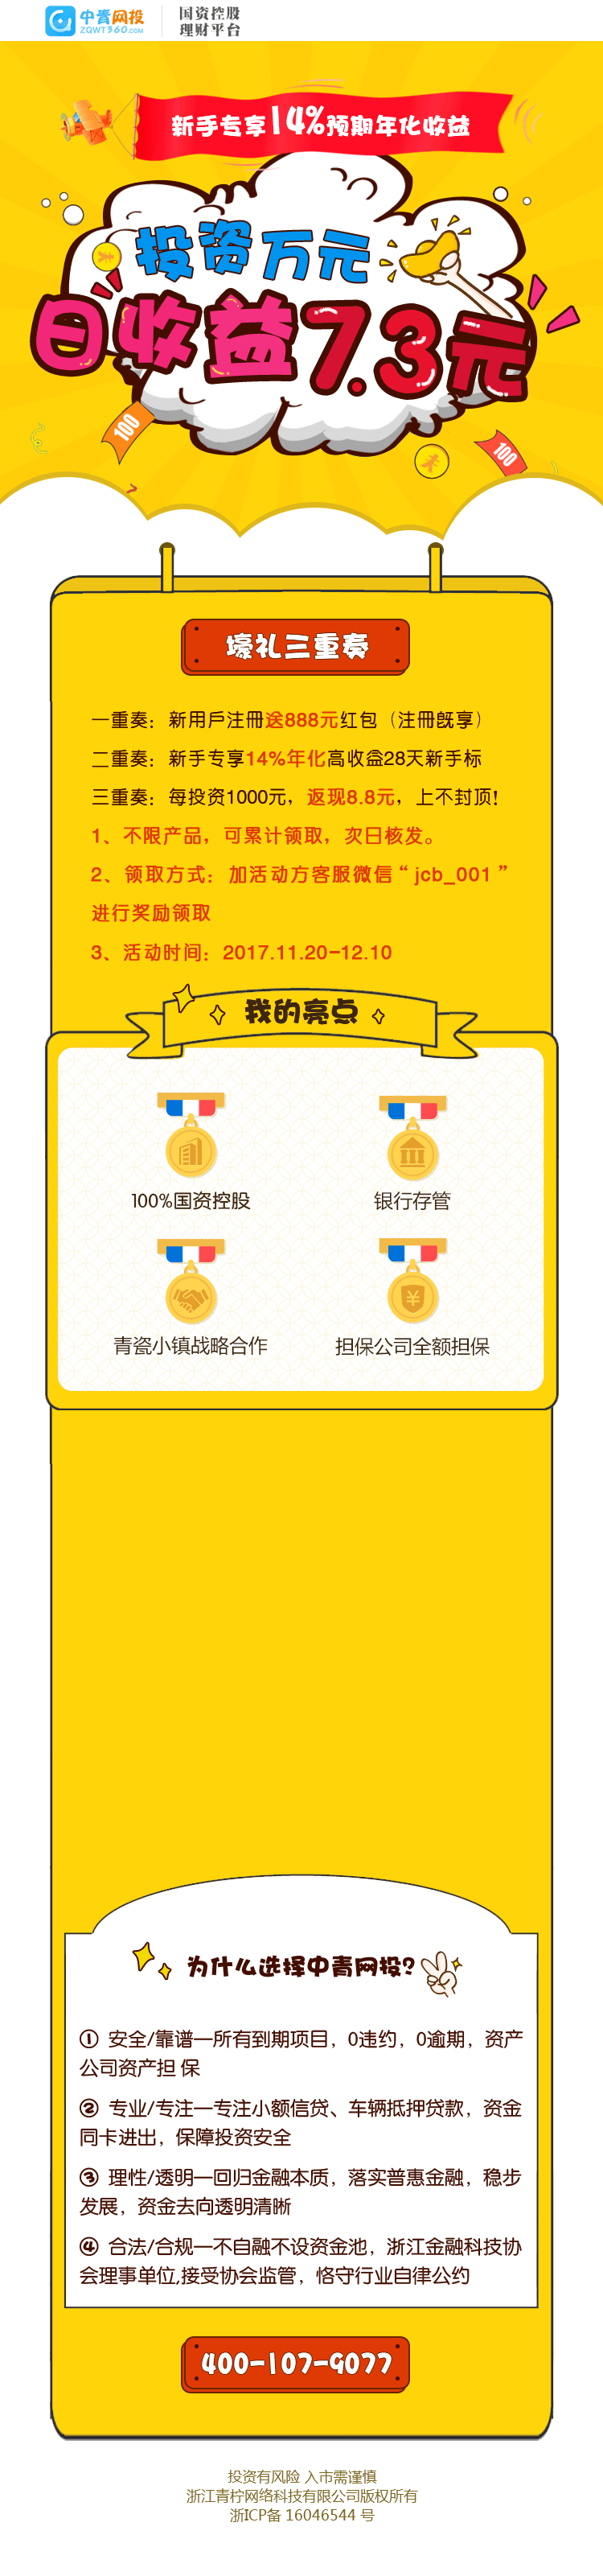 中青网投
ZQWT360.COM
国资控股
理财平台
新手专享14%预期年化收益
投资万元
日收益7.3元
100
100
壕礼三重奏
一重奏：新用戶注冊送888元红包（注冊既享）
二重奏：新手专享14%年化高收益28天新手标
三重奏：每投资1000元，返现8.8元，上不封顶！
1、不限产品，可累计领取，次日核发。
2、领取方式：加活动方客服微信“jcb_001”
进行奖励领取
3、活动时间：2017.11.20-12.10
我的亮点
100%国资控股
银行存管
青瓷小镇战略合作
担保公司全额担保
为什么选择中青网投？
① 安全/靠谱—所有到期项目，0违约，0逾期，资产
公司资产担 保
② 专业/专注—专注小额信贷、车辆抵押贷款，资金
同卡进出，保障投资安全
③ 理性/透明—回归金融本质，落实普惠金融，稳步
发展，资金去向透明清晰
④ 合法/合规—不自融不设资金池，浙江金融科技协
会理事单位,接受协会监管，恪守行业自律公约
400-107-9077
投资有风险 入市需谨慎
浙江青柠网络科技有限公司版权所有
浙ICP备 16046544 号